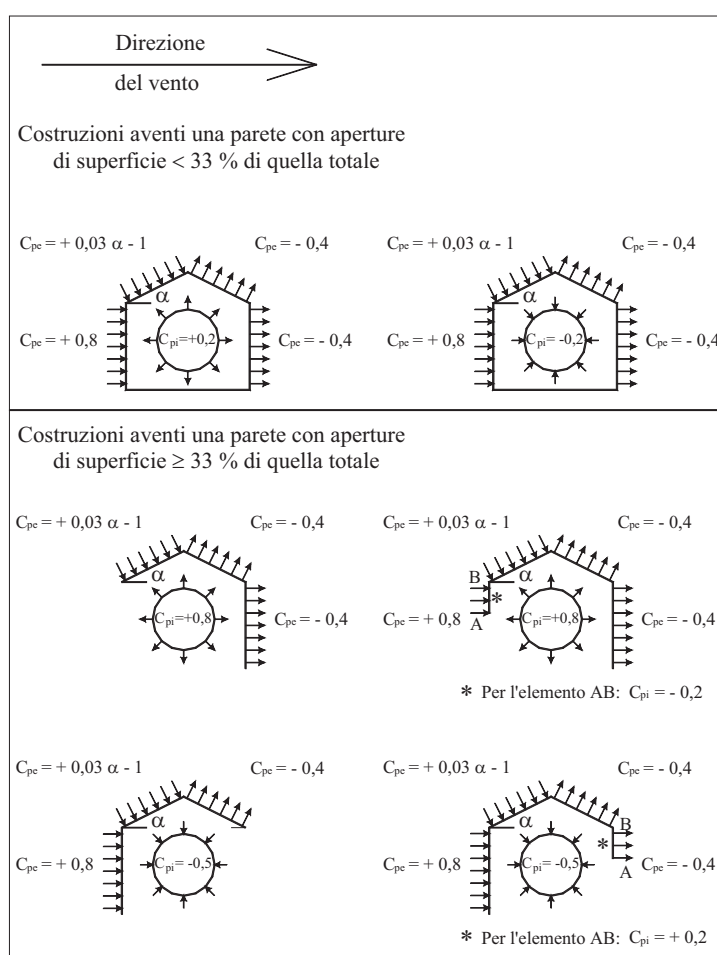 Direzione
del vento
Costruzioni aventi una parete con aperture
di superficie < 33 % di quella totale
Cpe = + 0,03 α - 1
Cpe = - 0,4
Cpe = + 0,03 α - 1
Cpe = - 0,4
α
α
Cpe = + 0,8
Cpi=+0,2
Cpe = - 0,4
Cpe = + 0,8
Cpi= -0,2
Cpe = - 0,4
Costruzioni aventi una parete con aperture
di superficie ≥ 33 % di quella totale
Cpe = + 0,03 α - 1
Cpe = - 0,4
Cpe = + 0,03 α - 1
Cpe = - 0,4
α
B
α
*
Cpi=+0,8
Cpe = - 0,4
Cpe = + 0,8
A
Cpi=+0,8
Cpe = - 0,4
* Per l'elemento AB: Cpi = - 0,2
Cpe = + 0,03 α - 1
Cpe = - 0,4
Cpe = + 0,03 α - 1
Cpe = - 0,4
α
α
B
*
Cpe = + 0,8
Cpi= -0,5
Cpe = + 0,8
Cpi= -0,5
A
Cpe = - 0,4
* Per l'elemento AB: Cpi = + 0,2